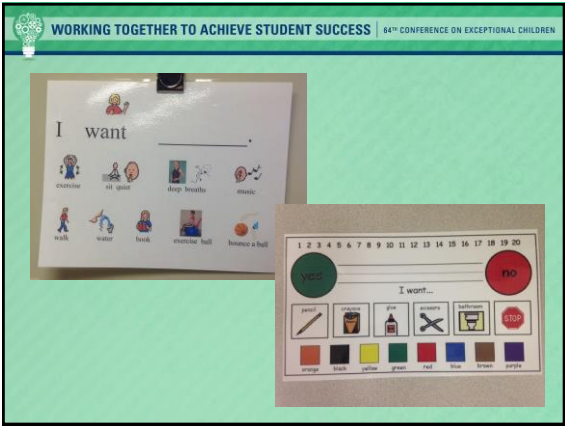 WORKING TOGETHER TO ACHIEVE STUDENT SUCCESS | 64TH CONFERENCE ON EXCEPTIONAL CHILDREN
I want ____________.
exercise sit quiet deep breaths music
walk water book exercise ball bounce a ball
1 2 3 4 5 6 7 8 9 10 11 12 13 14 15 16 17 18 19 20
yes no
I want...
pencil crayons glue scissors bathroom STOP
orange black yellow green red blue brown purple